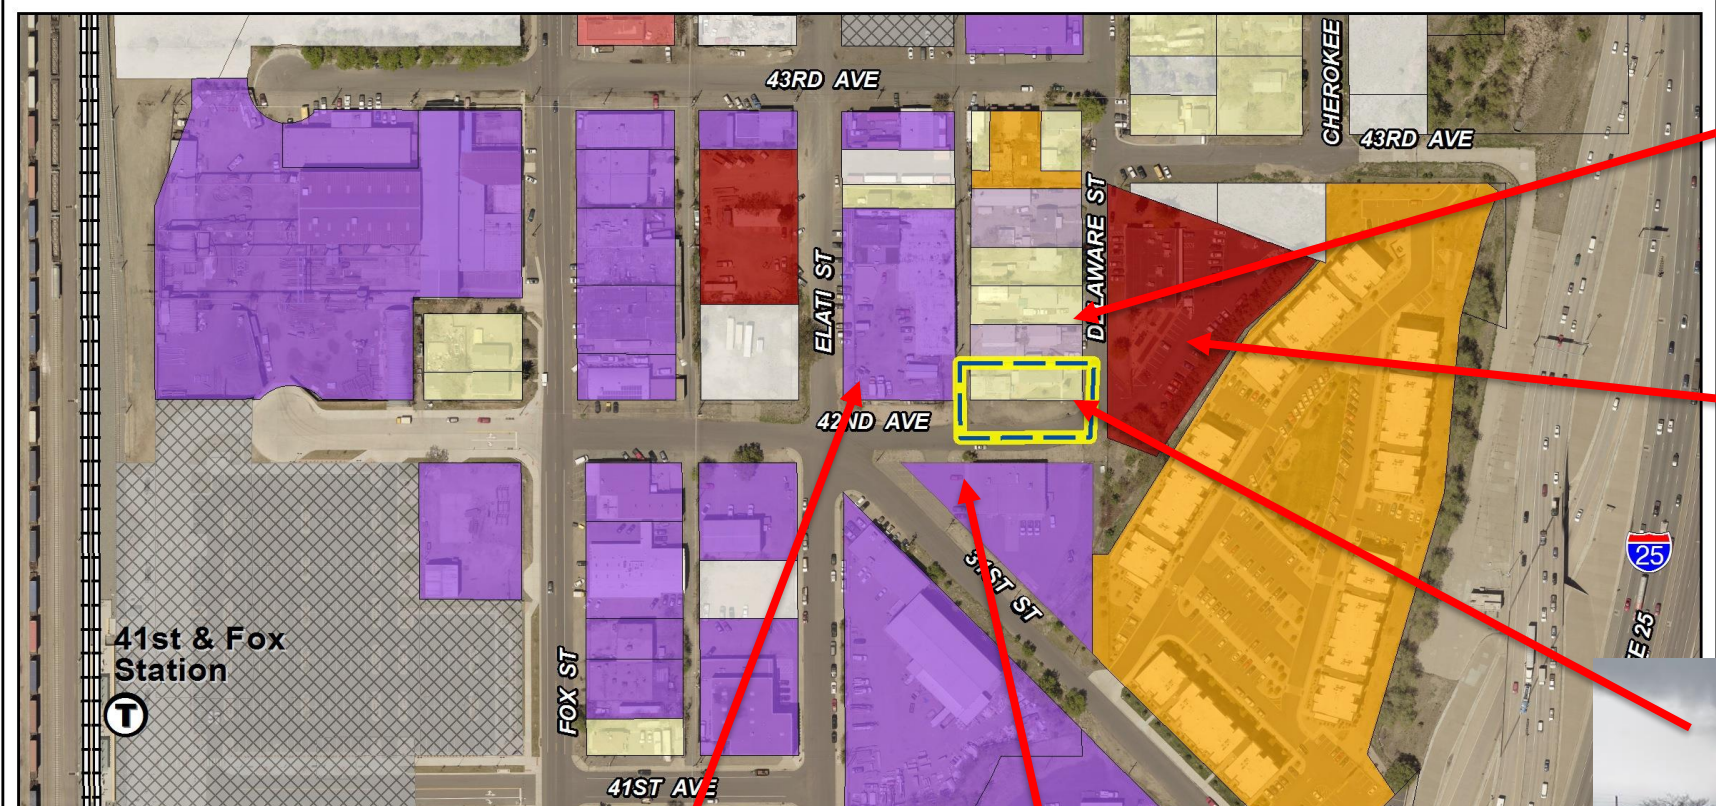 43RD AVE
CHEROKEE
43RD AVE
DELAWARE ST
ELATI ST
42ND AVE
31ST ST
25
E 25
41st & Fox
Station
T
FOX ST
41ST AVE